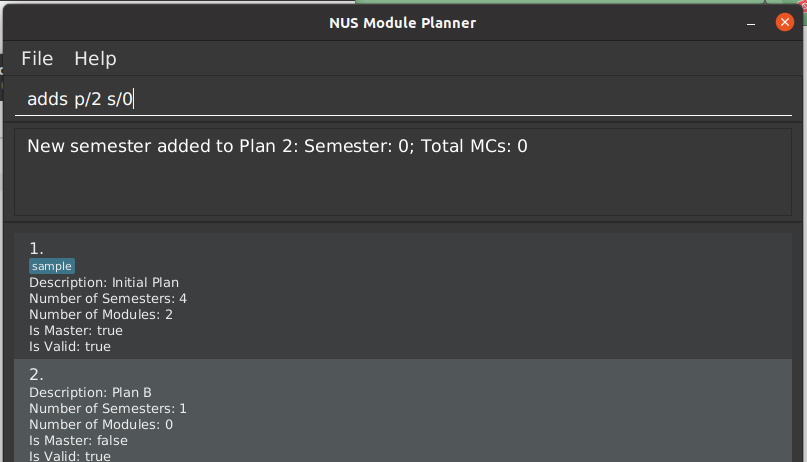 NUS Module Planner
File Help
adds p/2 s/0
New semester added to Plan 2: Semester: 0; Total MCs: 0
1.
sample
Description: Initial Plan
Number of Semesters: 4
Number of Modules: 2
Is Master: true
Is Valid: true
2.
Description: Plan B
Number of Semesters: 1
Number of Modules: 0
Is Master: false
Is Valid: true